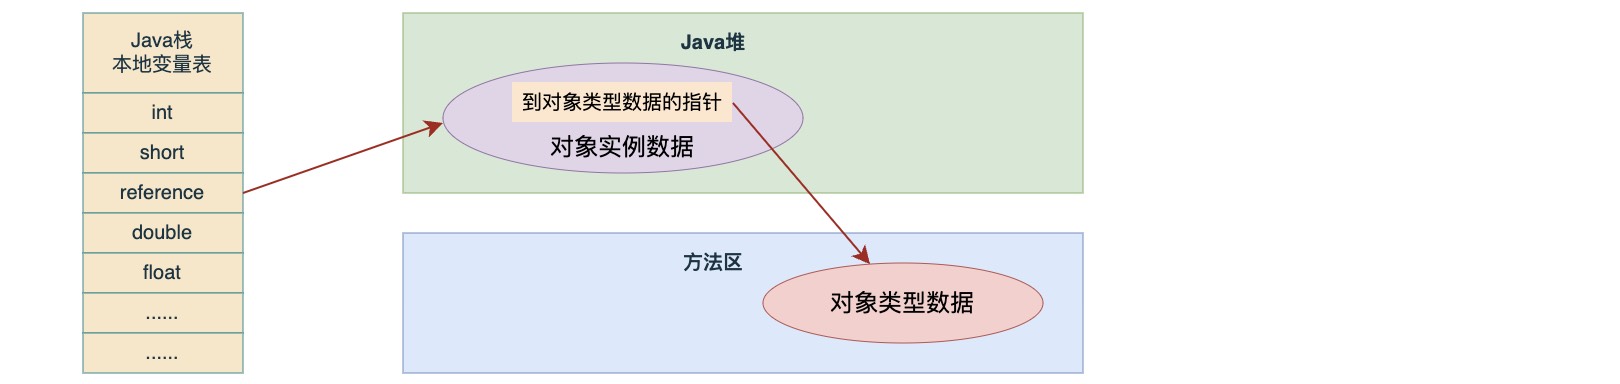 Java栈
本地变量表
int
short
reference
double
float
......
......
Java堆
到对象类型数据的指针
对象实例数据
方法区
对象类型数据